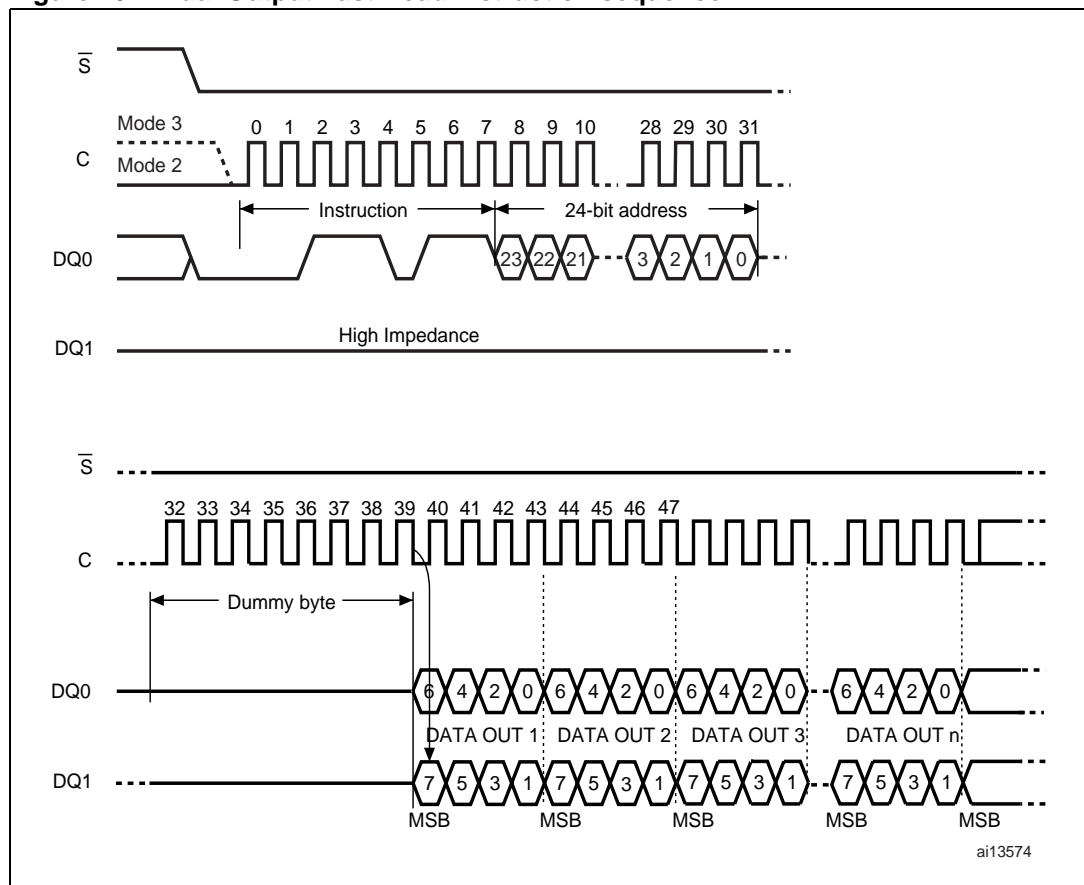 S
Mode 3
0 1 2 3 4 5 6 7 8 9 10 28 29 30 31
C
Mode 2
Instruction 24-bit address
DQ0 23 22 21 3 2 1 0
High Impedance
DQ1
S
32 33 34 35 36 37 38 39 40 41 42 43 44 45 46 47
C
Dummy byte
DQ0 6 4 2 0 6 4 2 0 6 4 2 0 6 4 2 0
DATA OUT 1 DATA OUT 2 DATA OUT 3 DATA OUT n
DQ1 7 5 3 1 7 5 3 1 7 5 3 1 7 5 3 1
MSB MSB MSB MSB MSB
ai13574